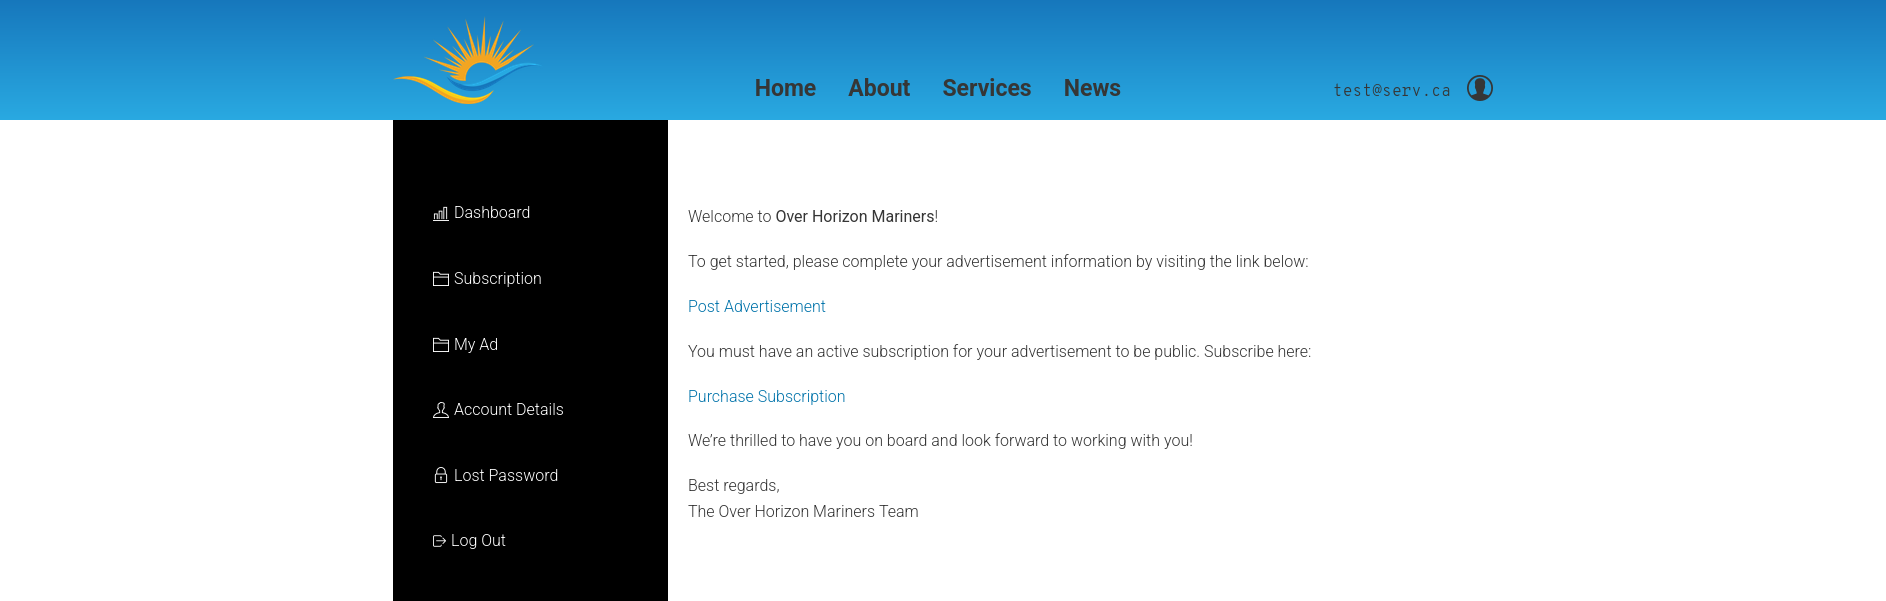 Home About Services News test@serv.ca
Dashboard
Subscription
My Ad
Account Details
Lost Password
Log Out
Welcome to Over Horizon Mariners!
To get started, please complete your advertisement information by visiting the link below:
Post Advertisement
You must have an active subscription for your advertisement to be public. Subscribe here:
Purchase Subscription
We’re thrilled to have you on board and look forward to working with you!
Best regards,
The Over Horizon Mariners Team